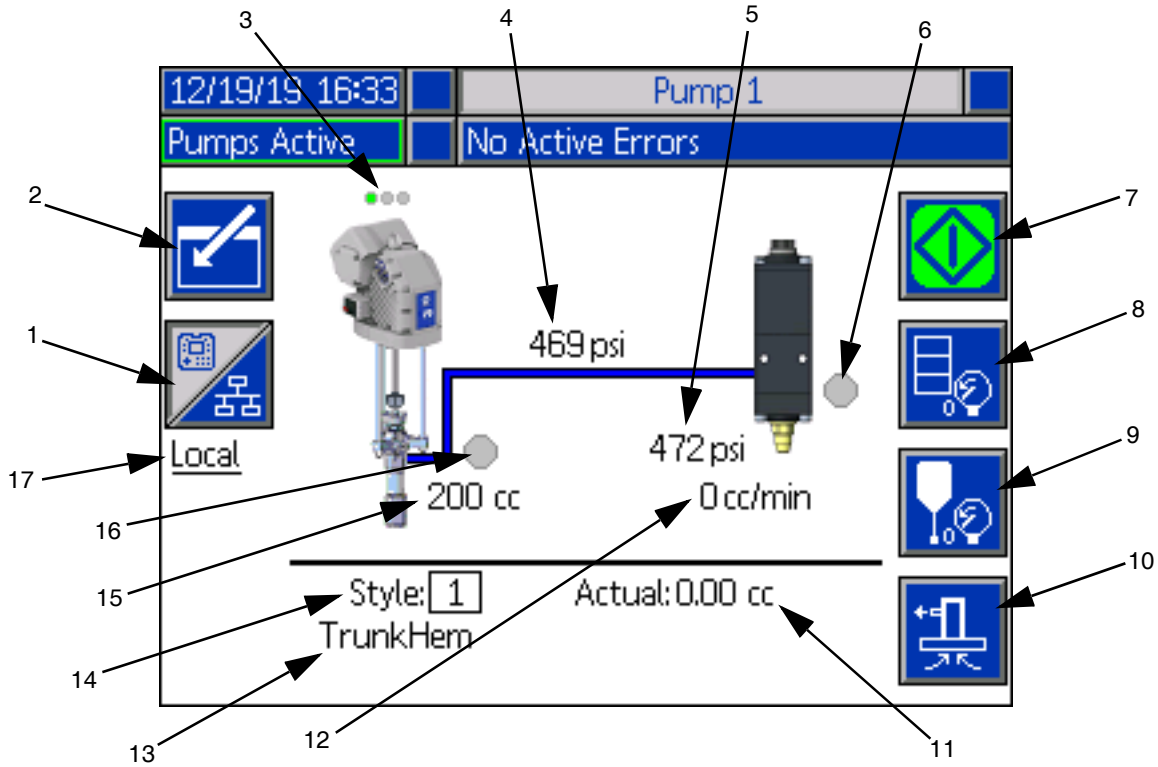 3
4
5
6
12/19/19 16:33
Pump 1
Pumps Active
No Active Errors
2
7
469 psi
1
8
472 psi
Local
17
9
200 cc
0 cc/min
16
10
15
Style: 1
Actual: 0.00 cc
TrunkHem
14
13
12
11
0
0